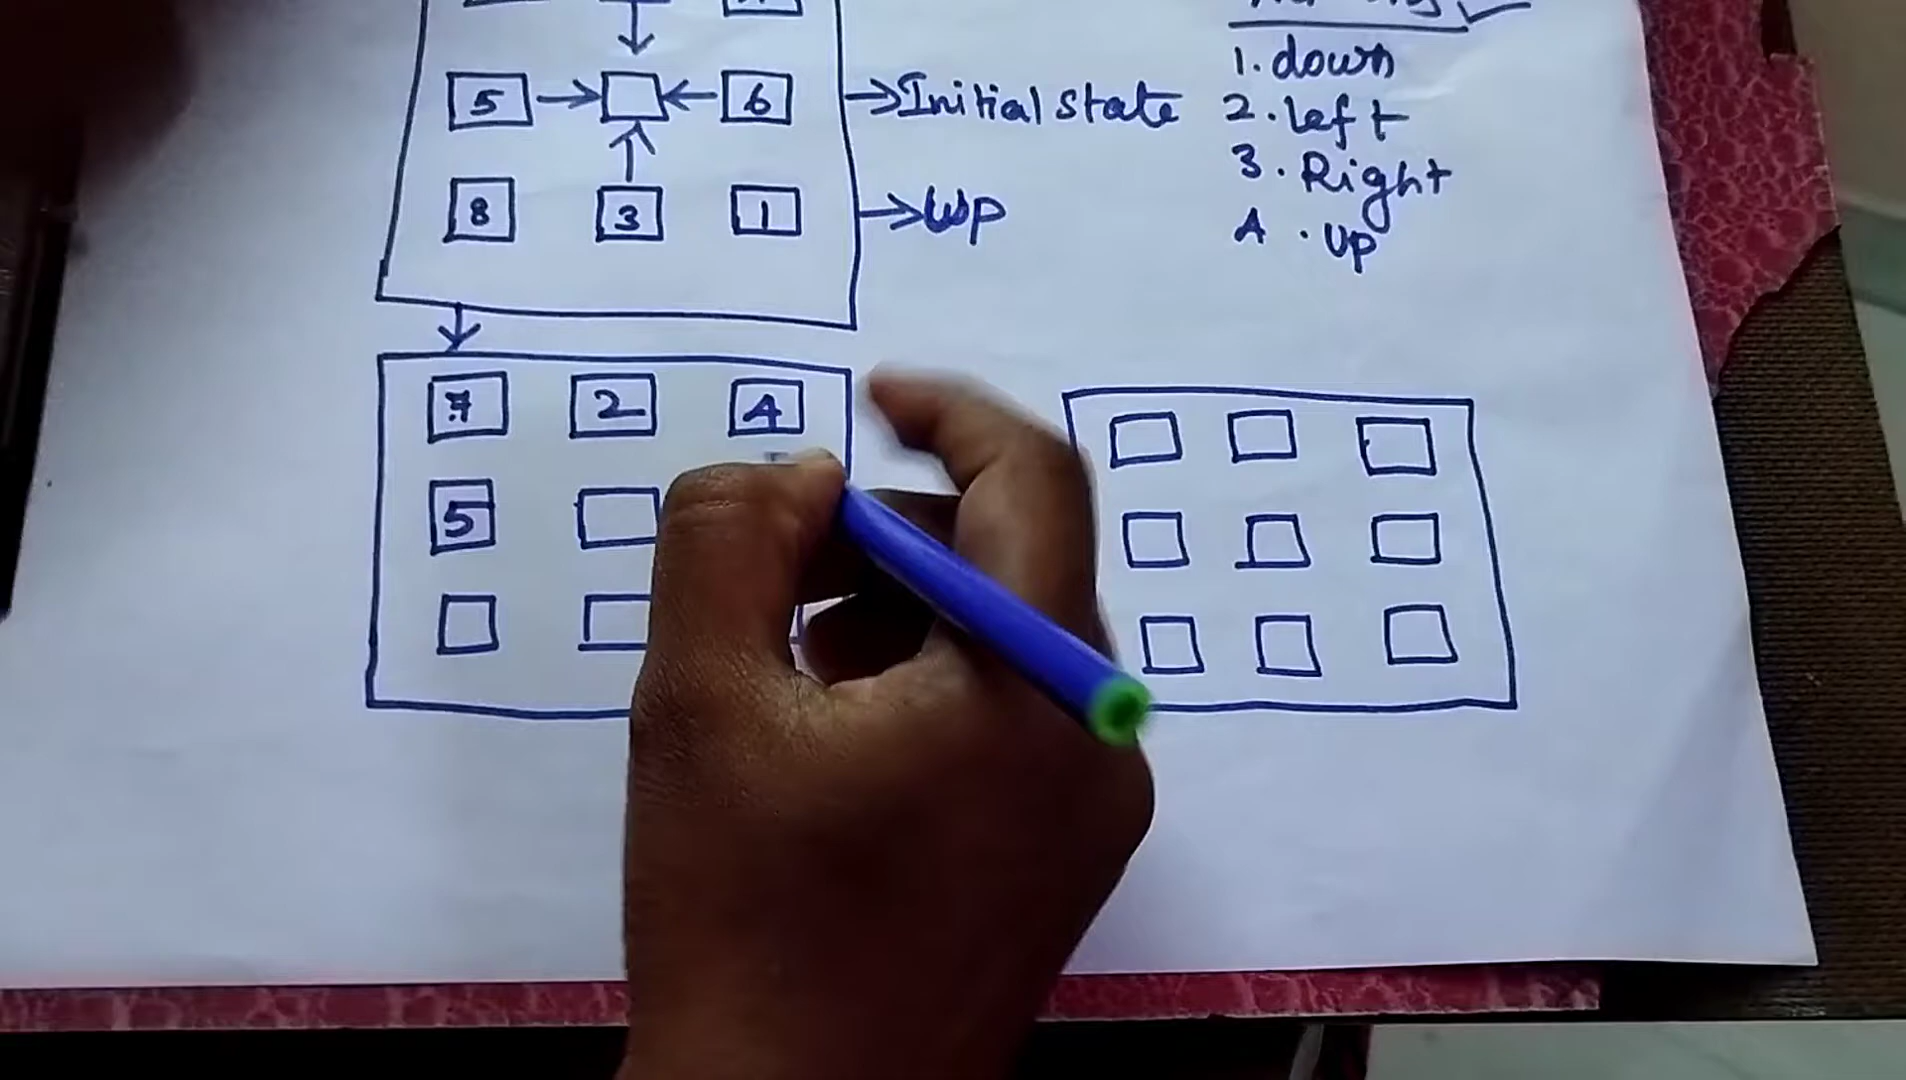 5 6
Initial state
8 3 1
1. down
2. Left
3. Right
4. Up
7 2 4
5